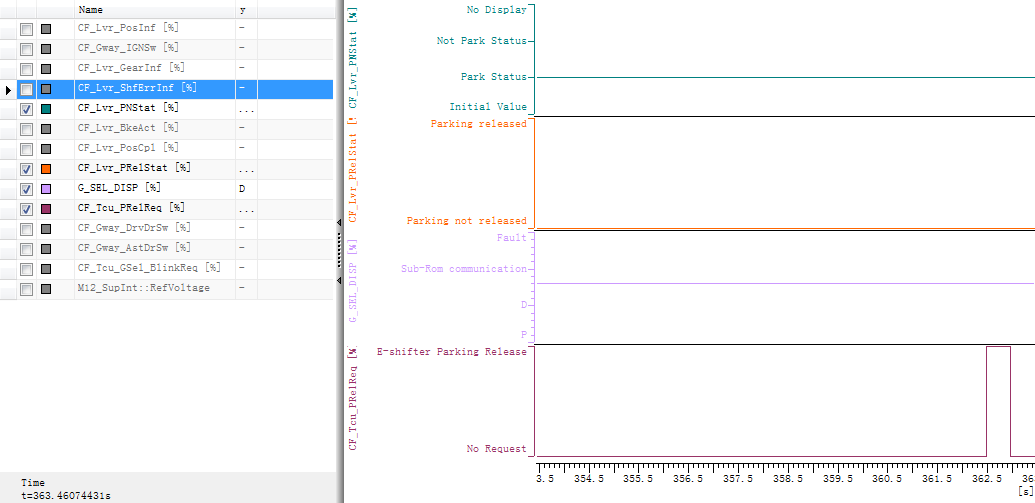 Name y
CF_Lvr_PosInf [%] -
CF_Gway_IGNSw [%] -
CF_Lvr_GearInf [%] -
CF_Lvr_ShfErrInf [%] -
CF_Lvr_PNStat [%] ...
CF_Lvr_BkeAct [%] -
CF_Lvr_PosCpl [%] -
CF_Lvr_PRelStat [%] ...
G_SEL_DISP [%] D
CF_Tcu_PRelReq [%] ...
CF_Gway_DrvDrSw [%] -
CF_Gway_AstDrSw [%] -
CF_Tcu_GSel_BlinkReq [%] -
M12_SupInt::RefVoltage -
Time
t=363.46074431s
CF_Lvr_PNStat [%]
No Display
Not Park Status
Park Status
Initial Value
CF_Lvr_PRelStat
Parking released
Parking not released
G_SEL_DISP [%]
Fault
Sub-Rom communication
D
P
CF_Tcu_PRelReq [%]
E-shifter Parking Release
No Request
3.5 354.5 355.5 356.5 357.5 358.5 359.5 360.5 361.5 362.5 36
[s]